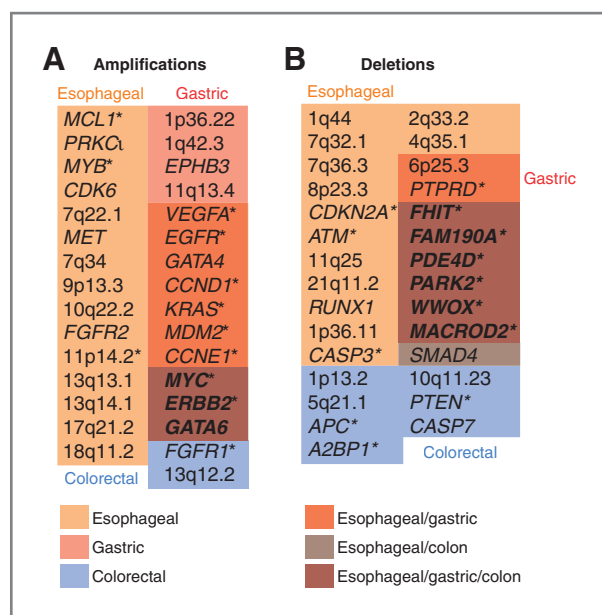 A Amplifications
Esophageal Gastric
MCL1* 1p36.22
PRKCι 1q42.3
MYB* EPHB3
CDK6 11q13.4
7q22.1 VEGFA*
MET EGFR*
7q34 GATA4
9p13.3 CCND1*
10q22.2 KRAS*
FGFR2 MDM2*
11p14.2* CCNE1*
13q13.1 MYC*
13q14.1 ERBB2*
17q21.2 GATA6
18q11.2 FGFR1*
Colorectal 13q12.2
B Deletions
Esophageal
1q44 2q33.2
7q32.1 4q35.1
7q36.3 6p25.3
Gastric
8p23.3 PTPRD*
CDKN2A* FHIT*
ATM* FAM190A*
11q25 PDE4D*
21q11.2 PARK2*
RUNX1 WWOX*
1p36.11 MACROD2*
CASP3* SMAD4
1p13.2 10q11.23
5q21.1 PTEN*
APC* CASP7
A2BP1* Colorectal
Esophageal
Gastric
Colorectal
Esophageal/gastric
Esophageal/colon
Esophageal/gastric/colon